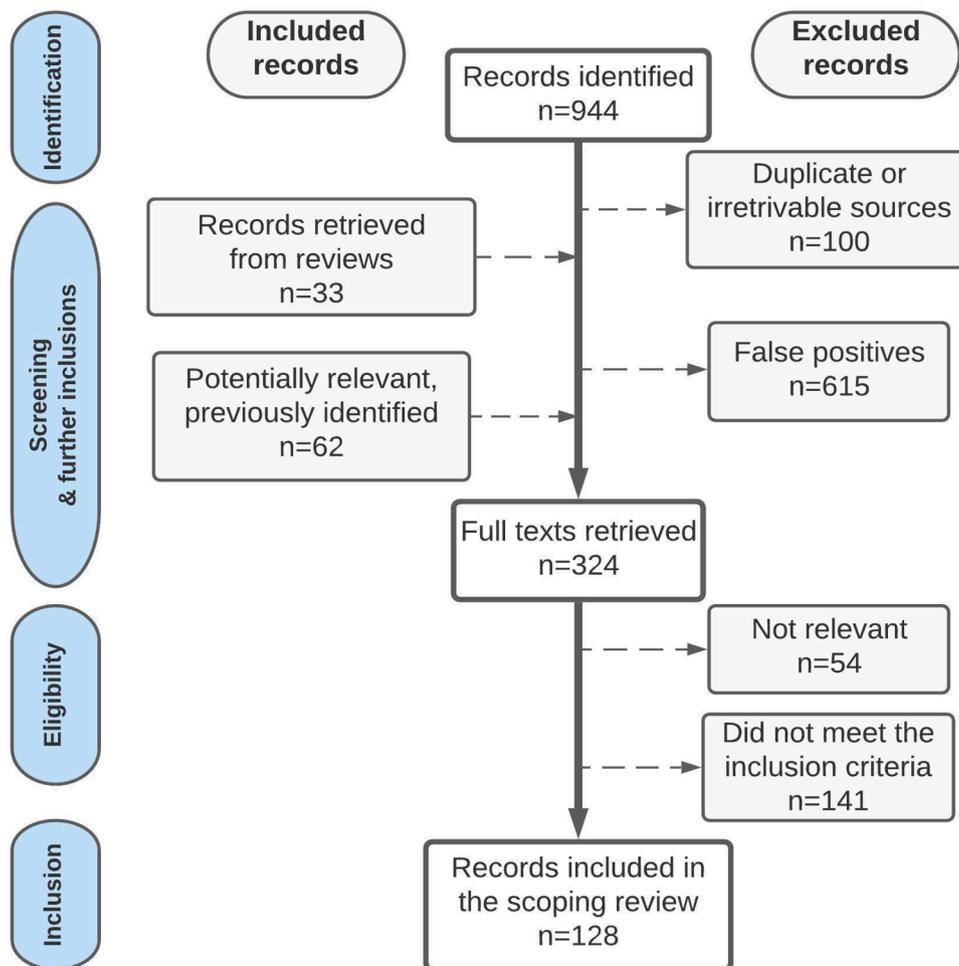 Identification
Included
records
Excluded
records
Records identified
n=944
Duplicate or
irretrivable sources
n=100
Records retrieved
from reviews
n=33
Screening
& further inclusions
False positives
n=615
Potentially relevant,
previously identified
n=62
Full texts retrieved
n=324
Eligibility
Not relevant
n=54
Did not meet the
inclusion criteria
n=141
Inclusion
Records included in
the scoping review
n=128